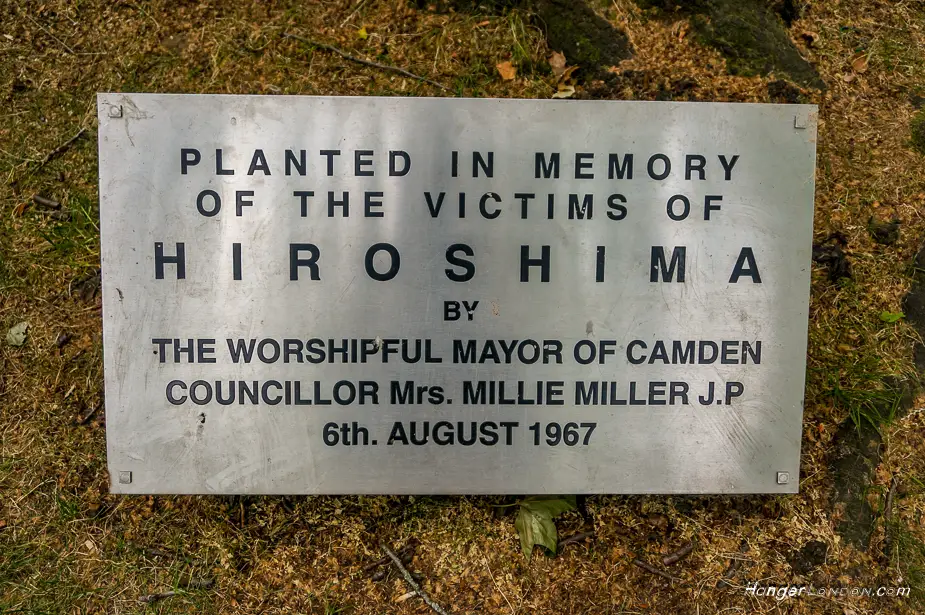 PLANTED IN MEMORY
OF THE VICTIMS OF
HIROSHIMA
BY
THE WORSHIPFUL MAYOR OF CAMDEN
COUNCILLOR Mrs. MILLIE MILLER J.P
6th. AUGUST 1967
HongerLondon.com